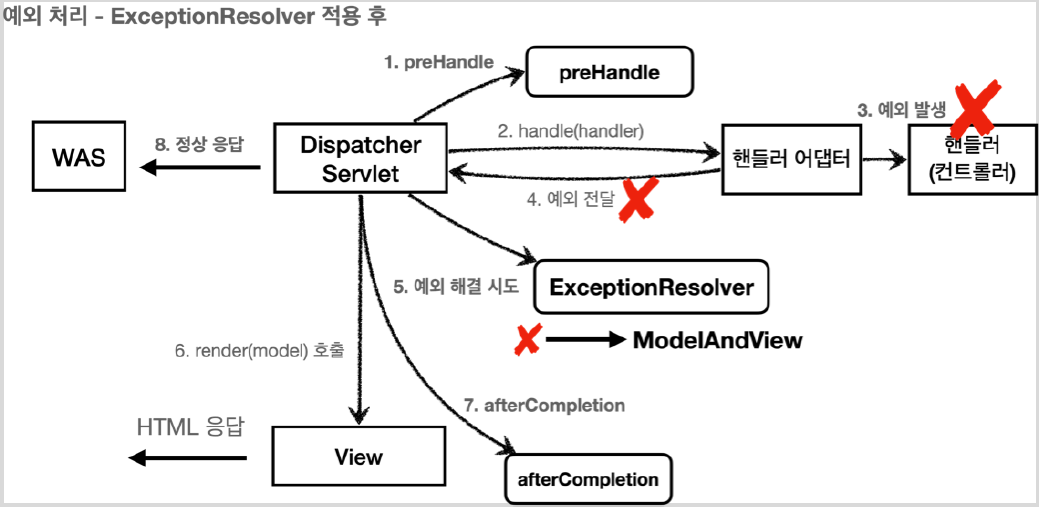 예외 처리 - ExceptionResolver 적용 후
1. preHandle
preHandle
3. 예외 발생
2. handle(handler)
8. 정상 응답
WAS
Dispatcher
Servlet
핸들러 어댑터
핸들러
(컨트롤러)
4. 예외 전달
5. 예외 해결 시도
ExceptionResolver
ModelAndView
6. render(model) 호출
7. afterCompletion
HTML 응답
View
afterCompletion